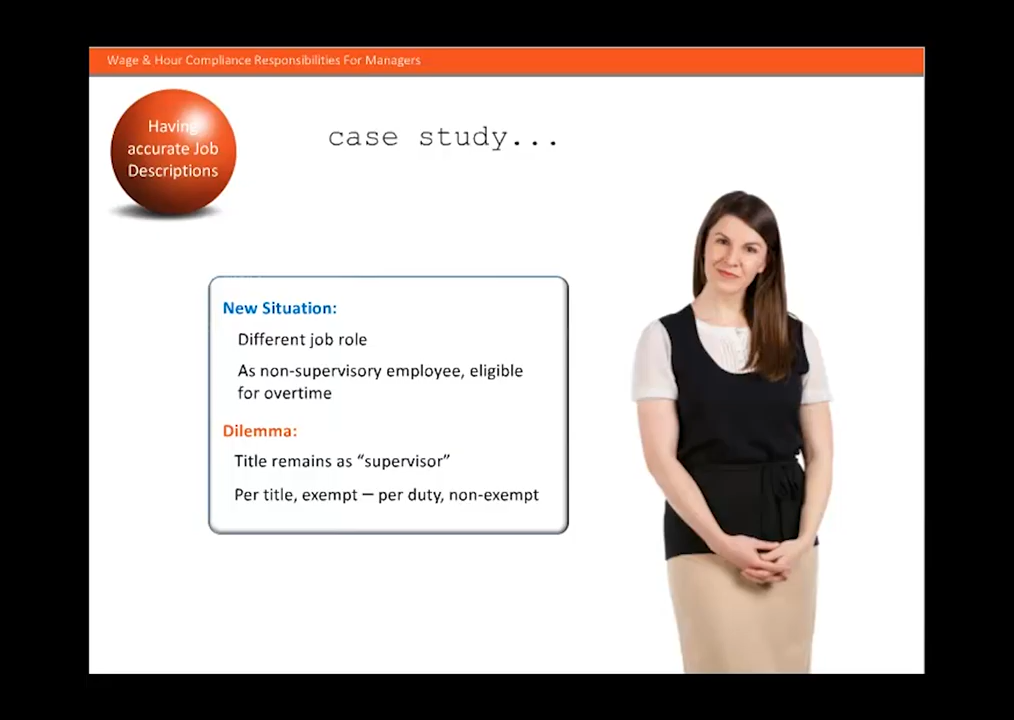 Wage & Hour Compliance Responsibilities For Managers
Having
accurate Job
Descriptions
case study...
New Situation:
Different job role
As non-supervisory employee, eligible
for overtime
Dilemma:
Title remains as “supervisor”
Per title, exempt – per duty, non-exempt